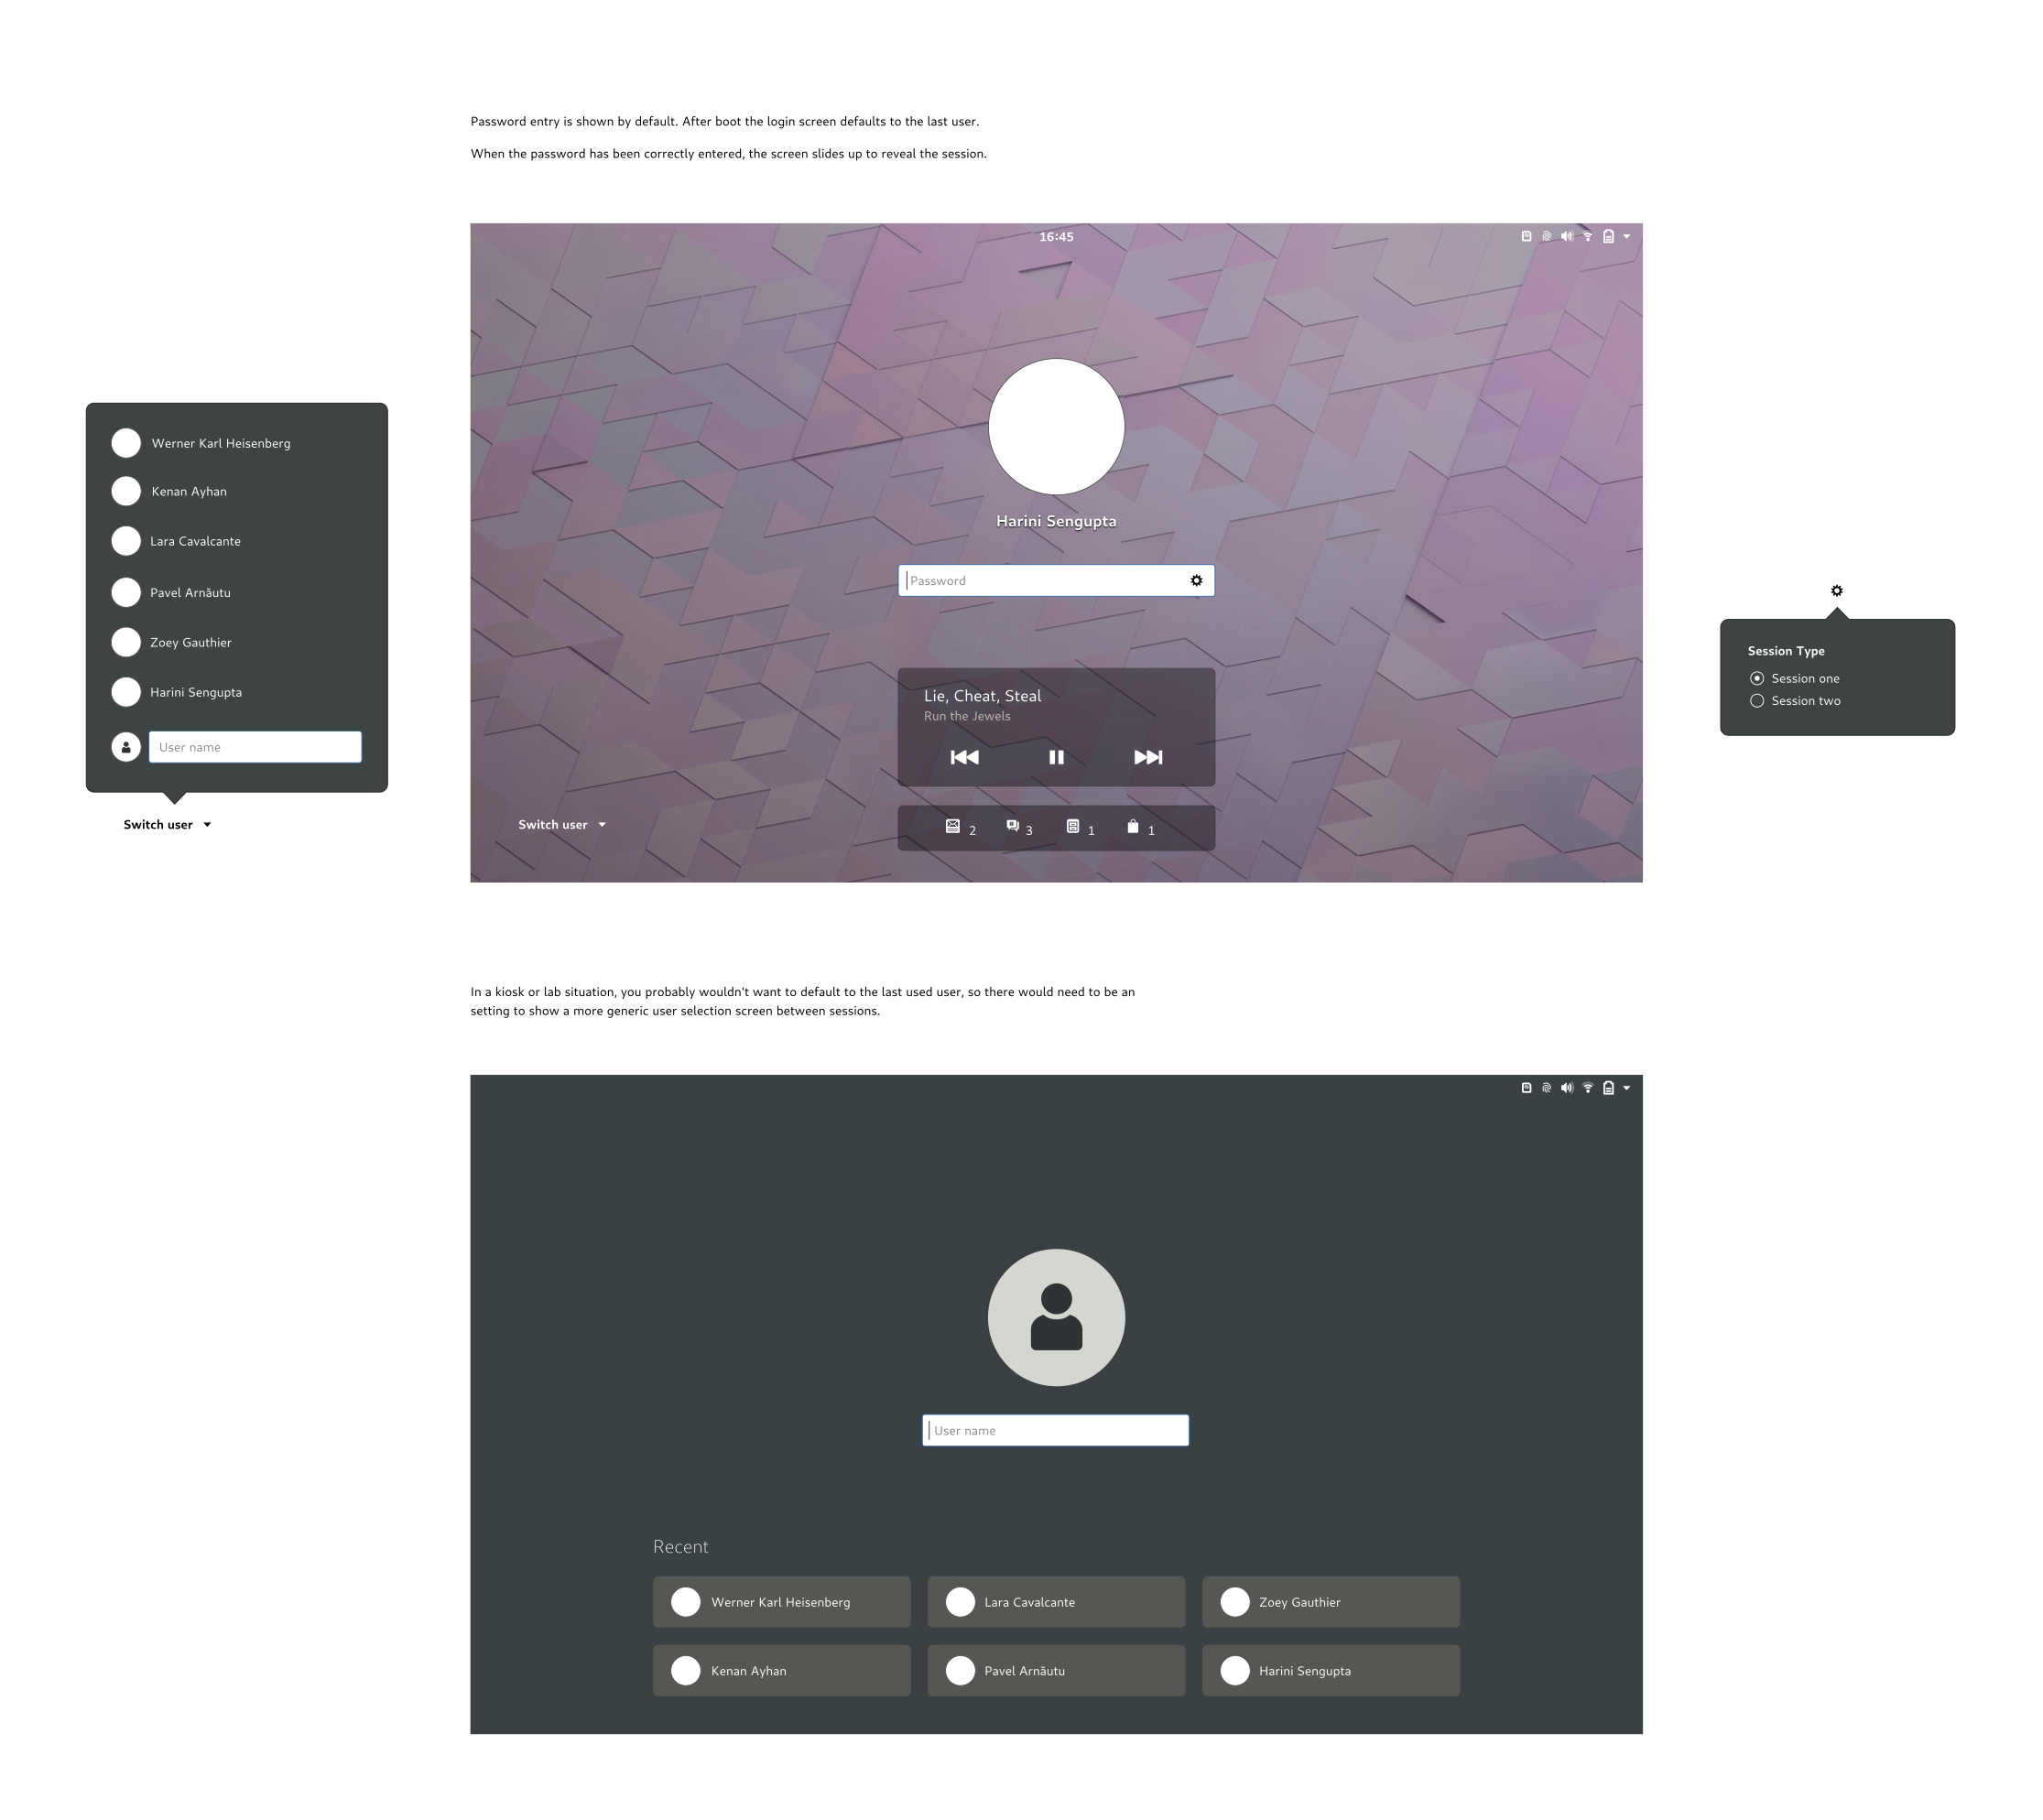 Password entry is shown by default. After boot the login screen defaults to the last user.
When the password has been correctly entered, the screen slides up to reveal the session.
Werner Karl Heisenberg
Kenan Ayhan
Lara Cavalcante
Pavel Arnăutu
Zoey Gauthier
Harini Sengupta
User name
Switch user
16:45
Harini Sengupta
Password
Lie, Cheat, Steal
Run the Jewels
Switch user
2 3 1 1
Session Type
Session one
Session two
In a kiosk or lab situation, you probably wouldn't want to default to the last used user, so there would need to be an
setting to show a more generic user selection screen between sessions.
User name
Recent
Werner Karl Heisenberg
Lara Cavalcante
Zoey Gauthier
Kenan Ayhan
Pavel Arnăutu
Harini Sengupta